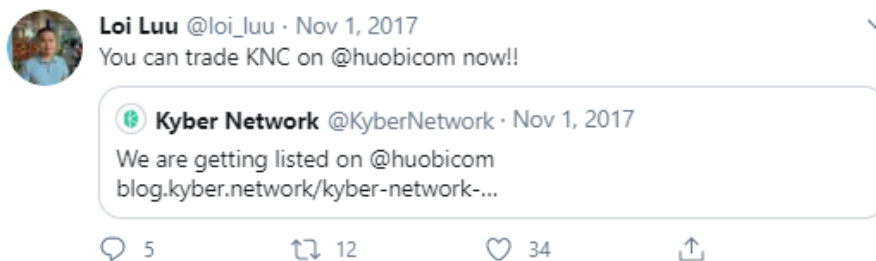 Loi Luu @loi_luu · Nov 1, 2017
You can trade KNC on @huobicom now!!
Kyber Network @KyberNetwork · Nov 1, 2017
We are getting listed on @huobicom
blog.kyber.network/kyber-network-...
5 12 34